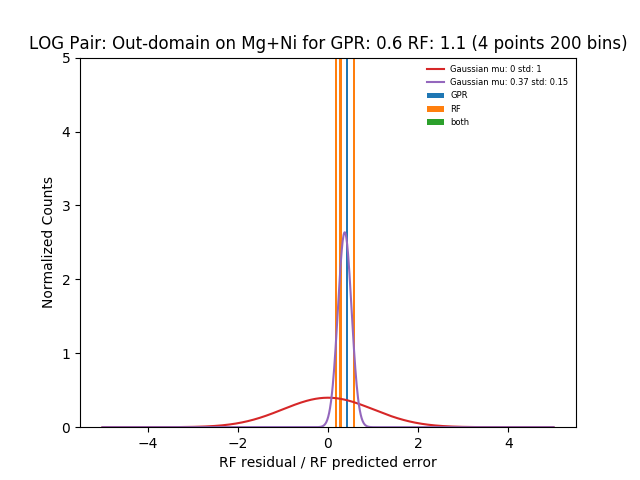 LOG Pair: Out-domain on Mg+Ni for GPR: 0.6 RF: 1.1 (4 points 200 bins)
Gaussian mu: 0 std: 1
Gaussian mu: 0.37 std: 0.15
GPR
RF
both
Normalized Counts
5
4
3
2
1
0
−4
−2
0
2
4
RF residual / RF predicted error